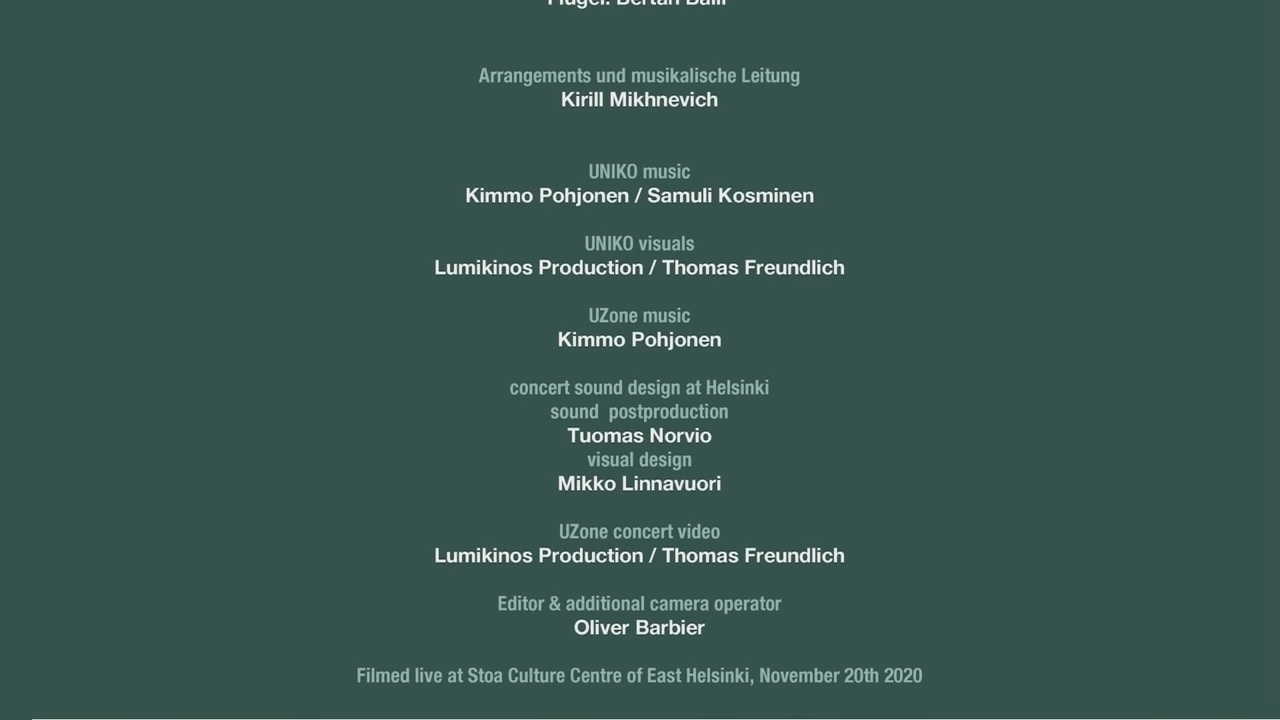 Flügel: Bertan Balli
Arrangements und musikalische Leitung
Kirill Mikhnevich
UNIKO music
Kimmo Pohjonen / Samuli Kosminen
UNIKO visuals
Lumikinos Production / Thomas Freundlich
UZone music
Kimmo Pohjonen
concert sound design at Helsinki
sound  postproduction
Tuomas Norvio
visual design
Mikko Linnavuori
UZone concert video
Lumikinos Production / Thomas Freundlich
Editor & additional camera operator
Oliver Barbier
Filmed live at Stoa Culture Centre of East Helsinki, November 20th 2020